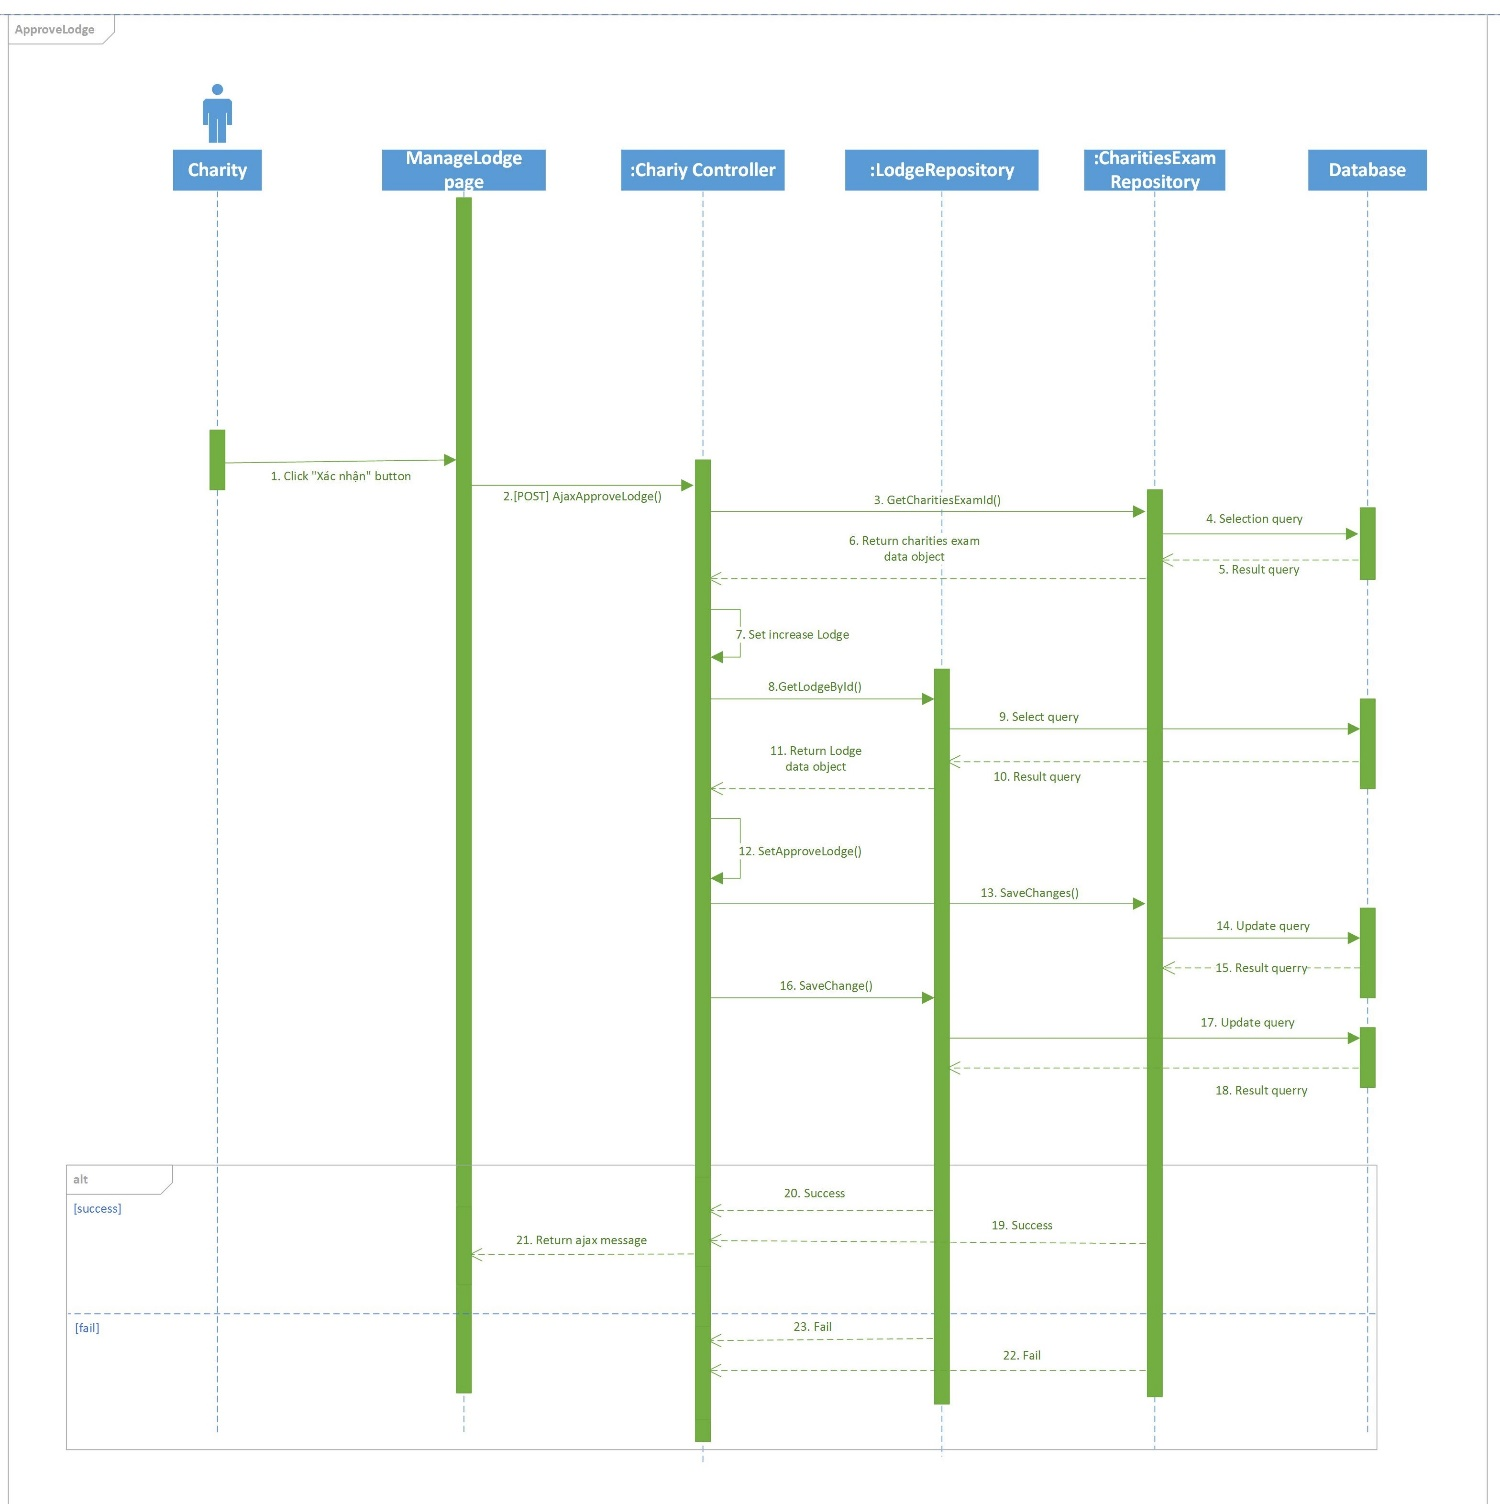 ApproveLodge
Charity
ManageLodge
page
:Chariy Controller
:LodgeRepository
:CharitiesExam
Repository
Database
1. Click "Xác nhận" button
2.[POST] AjaxApproveLodge()
3. GetCharitiesExamId()
4. Selection query
5. Result query
6. Return charities exam
data object
7. Set increase Lodge
8.GetLodgeById()
9. Select query
10. Result query
11. Return Lodge
data object
12. SetApproveLodge()
13. SaveChanges()
14. Update query
15. Result querry
16. SaveChange()
17. Update query
18. Result querry
alt
[success]
20. Success
19. Success
21. Return ajax message
[fail]
23. Fail
22. Fail